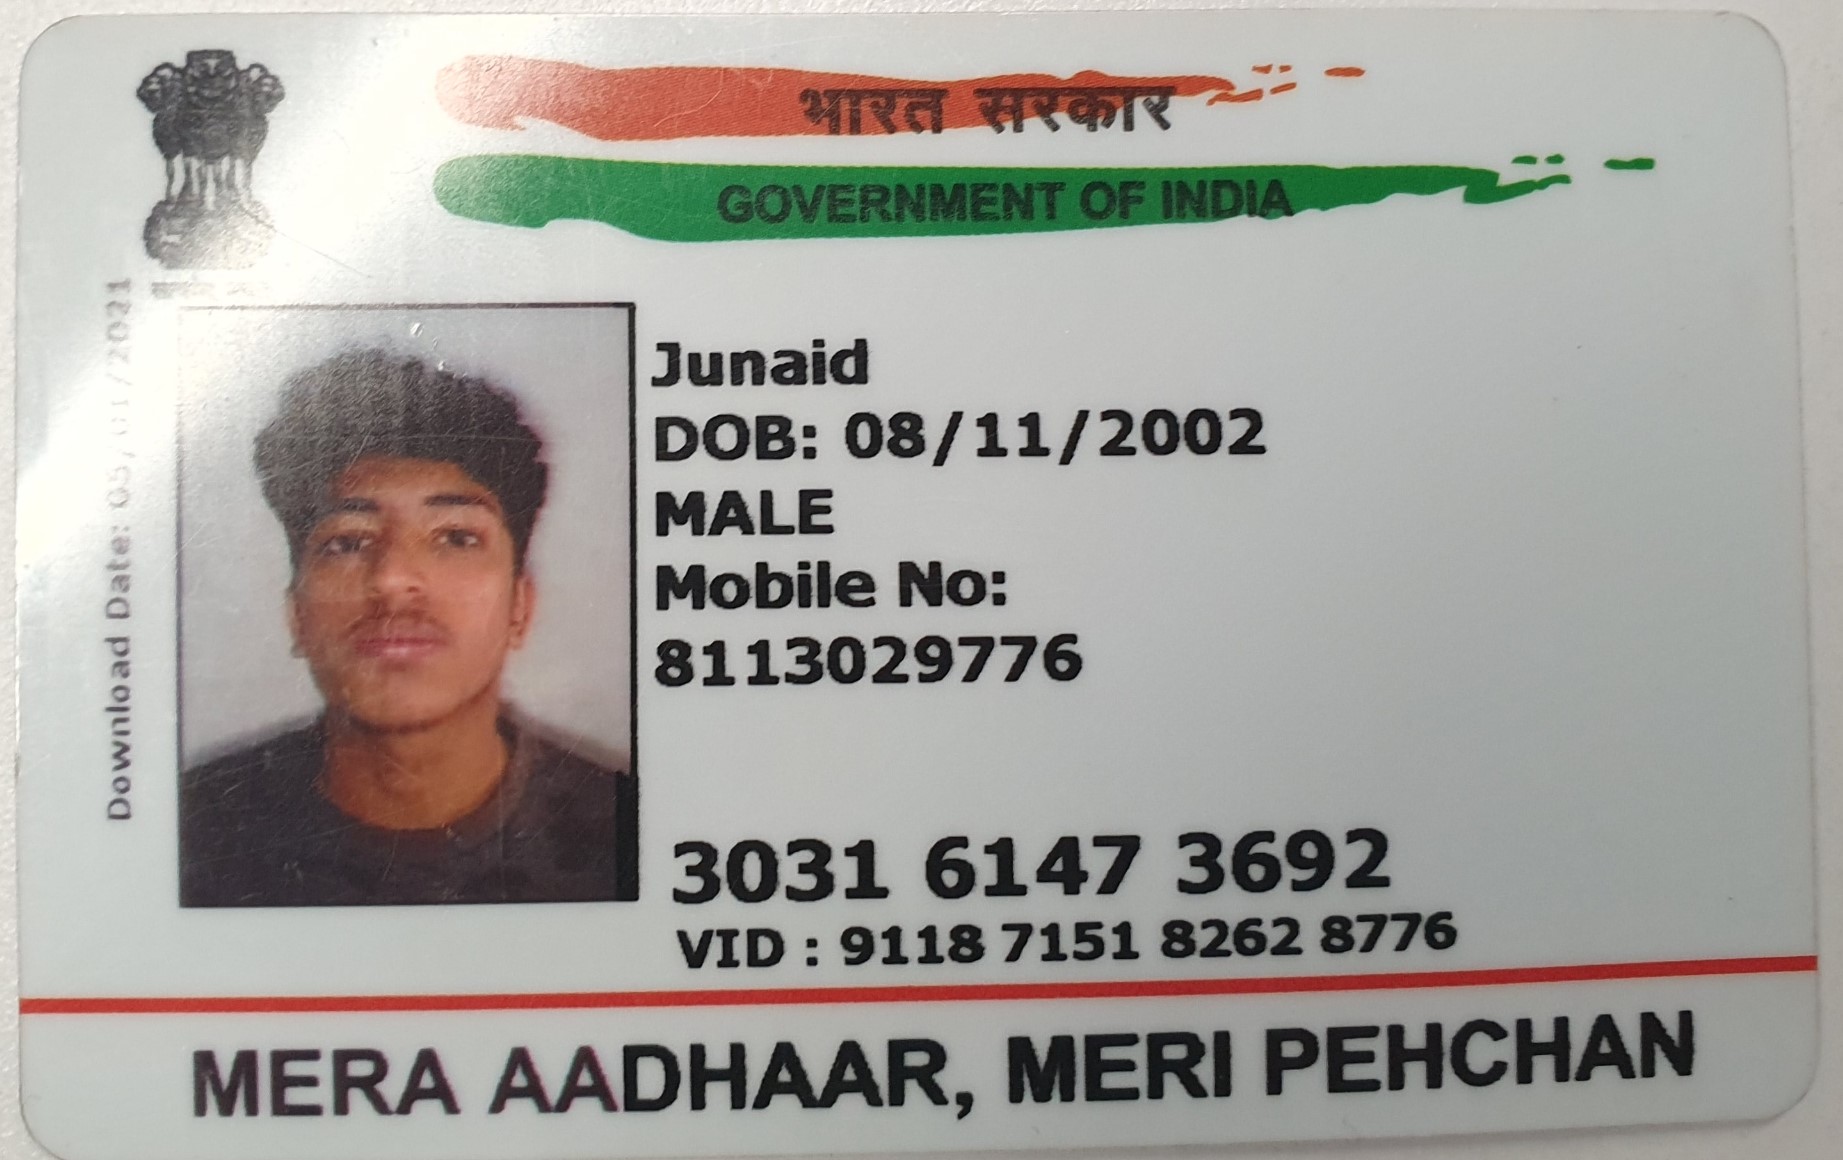 भारत सरकार
GOVERNMENT OF INDIA
Download Date: 05/01/2021
Junaid
DOB: 08/11/2002
MALE
Mobile No:
8113029776
3031 6147 3692
VID : 9118 7151 8262 8776
MERA AADHAAR, MERI PEHCHAN